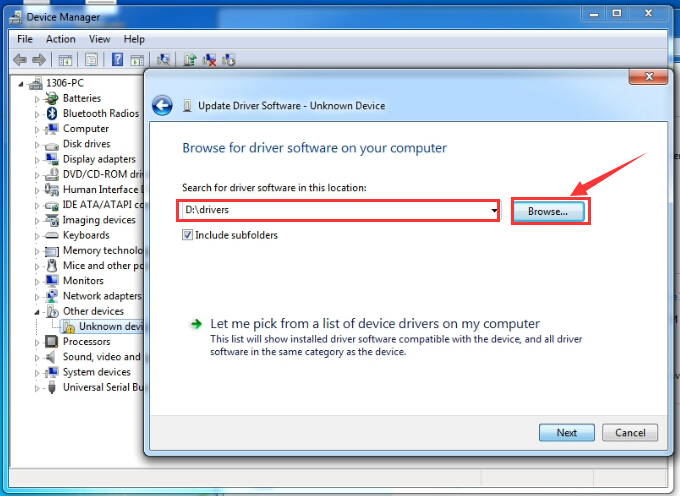 Device Manager
File Action View Help
1306-PC
Batteries
Bluetooth Radios
Computer
Disk drives
Display adapters
DVD/CD-ROM driv
Human Interface D
IDE ATA/ATAPI co
Imaging devices
Keyboards
Memory technolo
Mice and other po
Monitors
Network adapters
Other devices
Unknown devi
Processors
Sound, video and
System devices
Universal Serial Bu
Update Driver Software - Unknown Device
Browse for driver software on your computer
Search for driver software in this location:
D:\drivers
Browse...
Include subfolders
Let me pick from a list of device drivers on my computer
This list will show installed driver software compatible with the device, and all driver
software in the same category as the device.
Next Cancel